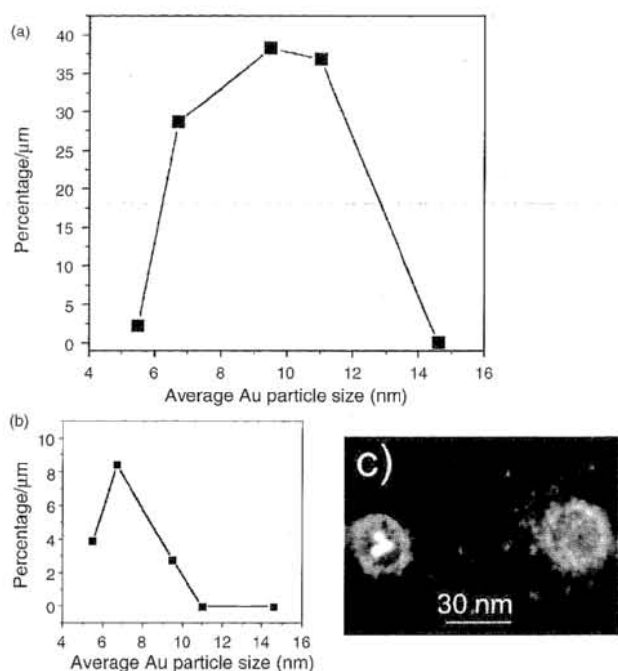 (a)
40
35
30
25
20
15
10
5
0
Percentage/μm
4 6 8 10 12 14 16
Average Au particle size (nm)
(b)
10
8
6
4
2
0
Percentage/μm
4 6 8 10 12 14 16
Average Au particle size (nm)
c)
30 nm